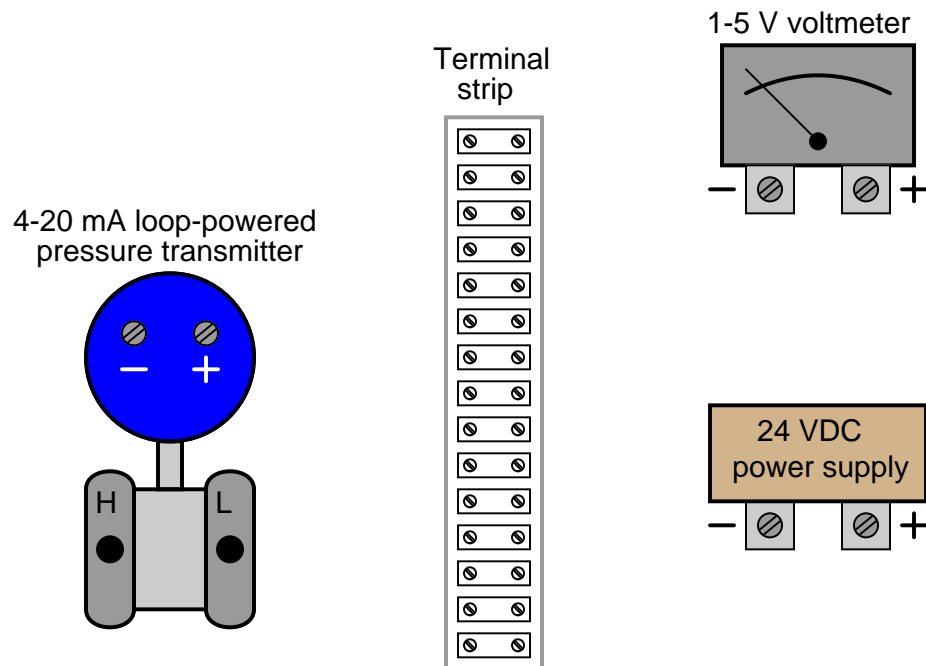 1-5 V voltmeter
Terminal
strip
4-20 mA loop-powered
pressure transmitter
- +
- +
H L
24 VDC
power supply
- +